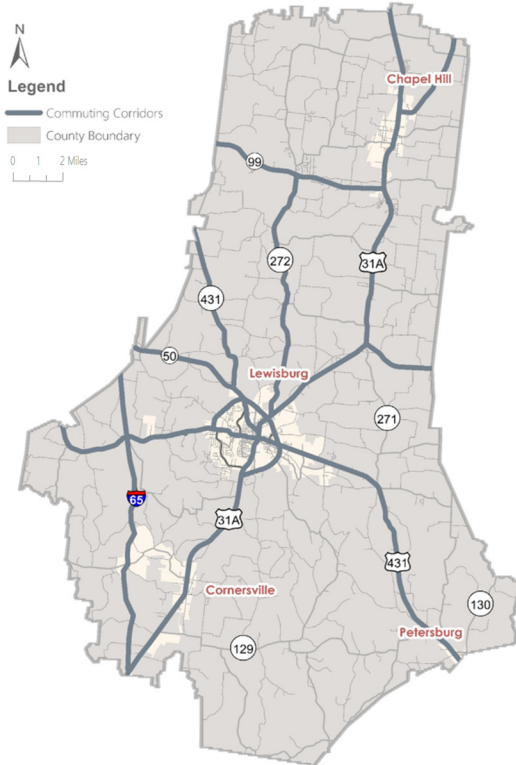 N
Legend
Commuting Corridors
County Boundary
0 1 2 Miles
Chapel Hill
99
272
31A
431
50
Lewisburg
271
65
31A
431
Cornersville
130
Petersburg
129